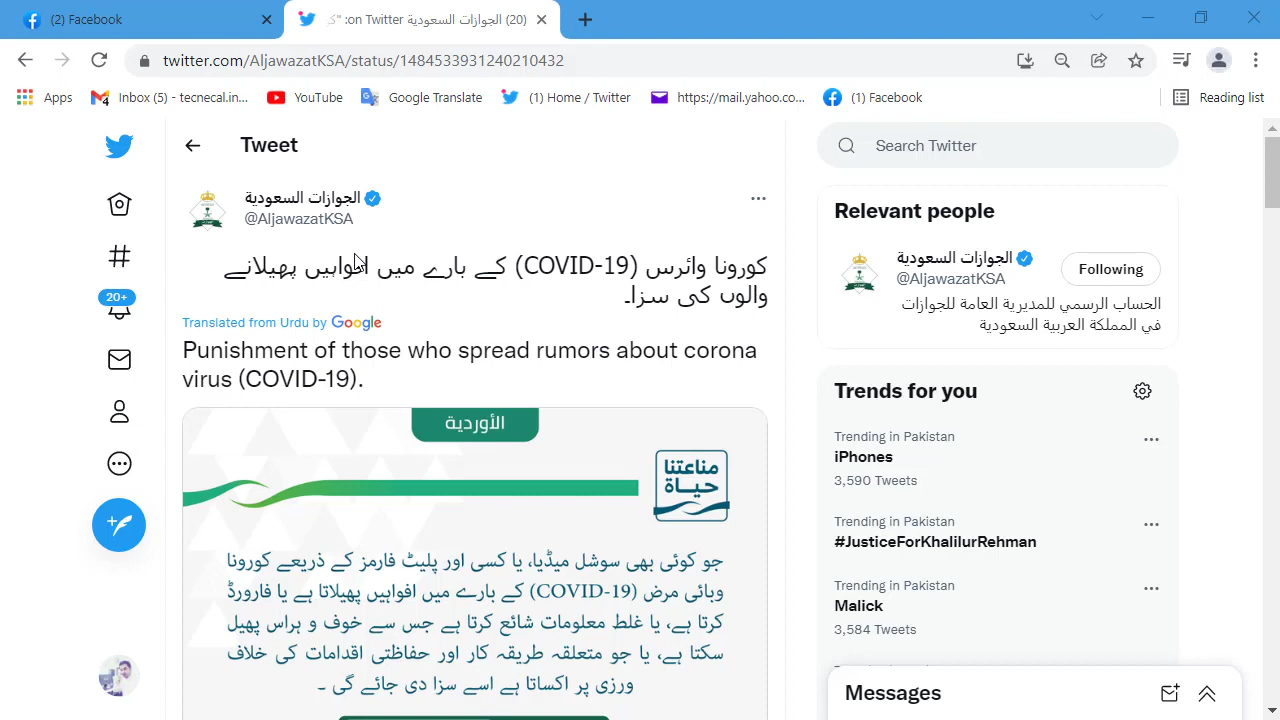 (2) Facebook
(20) الجوازات السعودية on Twitter: "ک
twitter.com/AljawazatKSA/status/1484533931240210432
Apps
Inbox (5) - tecnecal.in...
YouTube
Google Translate
(1) Home / Twitter
https://mail.yahoo.co...
(1) Facebook
Reading list
Tweet
Search Twitter
الجوازات السعودية
@AljawazatKSA
کورونا وائرس (COVID-19) کے بارے میں افواہیں پھیلانے
والوں کی سزا۔
Translated from Urdu by Google
Punishment of those who spread rumors about corona
virus (COVID-19).
الأوردية
مناعتنا
حياة
جو کوئی بھی سوشل میڈیا، یا کسی اور پلیٹ فارمز کے ذریعے کورونا
وبائی مرض (COVID-19) کے بارے میں افواہیں پھیلاتا ہے یا فارورڈ
کرتا ہے، یا غلط معلومات شائع کرتا ہے جس سے خوف و ہراس پھیل
سکتا ہے، یا جو متعلقہ طریقہ کار اور حفاظتی اقدامات کی خلاف
ورزی پر اکساتا ہے اسے سزا دی جائے گی ۔
20+
Relevant people
الجوازات السعودية
@AljawazatKSA
Following
الحساب الرسمي للمديرية العامة للجوازات
في المملكة العربية السعودية
Trends for you
Trending in Pakistan
iPhones
3,590 Tweets
Trending in Pakistan
#JusticeForKhalilurRehman
Trending in Pakistan
Malick
3,584 Tweets
Messages